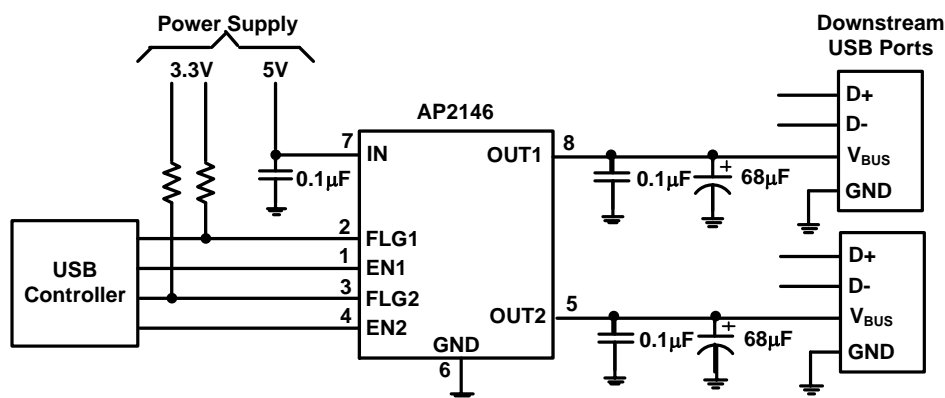 Power Supply
3.3V
5V
Downstream
USB Ports
AP2146
7
IN
0.1µF
2
FLG1
1
EN1
3
FLG2
4
EN2
GND
6
USB
Controller
OUT1
8
0.1µF
+
68µF
D+
D-
VBUS
GND
OUT2
5
0.1µF
+
68µF
D+
D-
VBUS
GND